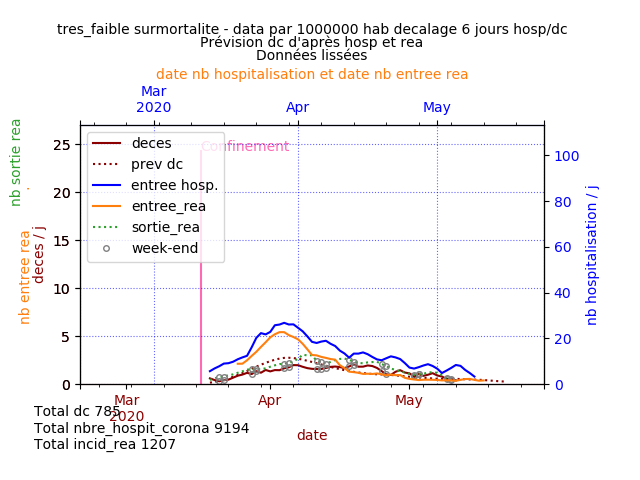 tres_faible surmortalite - data par 1000000 hab decalage 6 jours hosp/dc
Prévision dc d'après hosp et rea
Données lissées
date nb hospitalisation et date nb entree rea
Mar
2020
Apr
May
nb sortie rea
.
nb entree rea
deces / j
25
20
15
10
5
0
Confinement
deces
prev dc
entree hosp.
entree_rea
sortie_rea
week-end
100
80
60
40
20
0
nb hospitalisation / j
Mar
2020
Apr
May
date
Total dc 785
Total nbre_hospit_corona 9194
Total incid_rea 1207